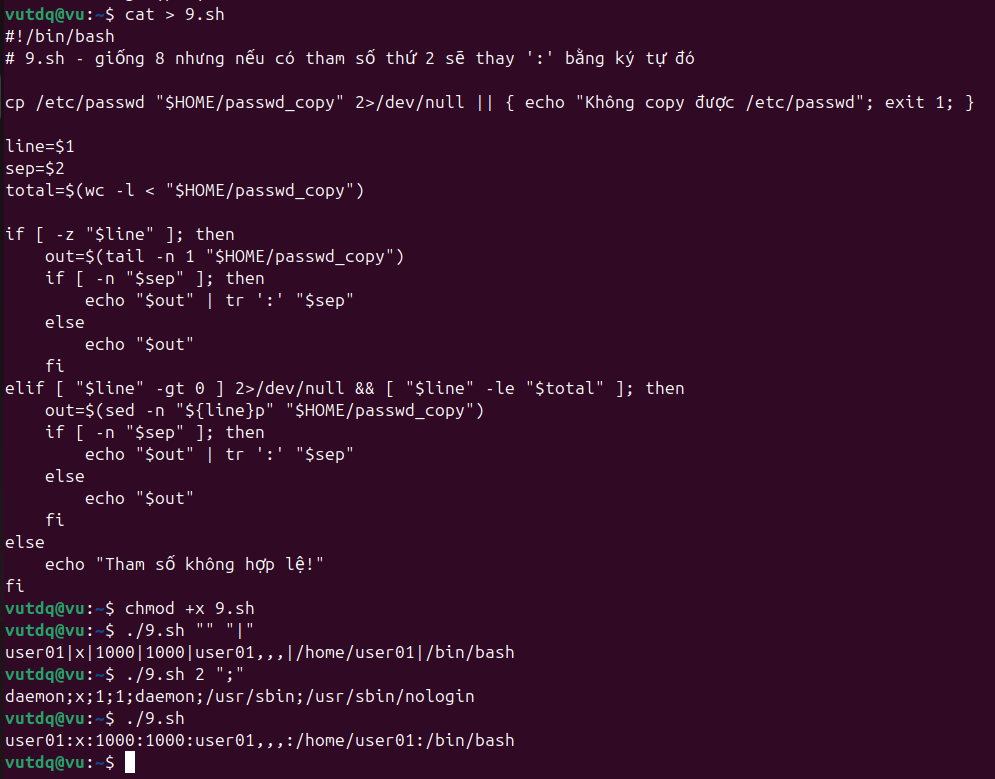 vutdq@vu:~$ cat > 9.sh
#!/bin/bash
# 9.sh - giống 8 nhưng nếu có tham số thứ 2 sẽ thay ':' bằng ký tự đó

cp /etc/passwd "$HOME/passwd_copy" 2>/dev/null || { echo "Không copy được /etc/passwd"; exit 1; }

line=$1
sep=$2
total=$(wc -l < "$HOME/passwd_copy")

if [ -z "$line" ]; then
    out=$(tail -n 1 "$HOME/passwd_copy")
    if [ -n "$sep" ]; then
        echo "$out" | tr ':' "$sep"
    else
        echo "$out"
    fi
elif [ "$line" -gt 0 ] 2>/dev/null && [ "$line" -le "$total" ]; then
    out=$(sed -n "${line}p" "$HOME/passwd_copy")
    if [ -n "$sep" ]; then
        echo "$out" | tr ':' "$sep"
    else
        echo "$out"
    fi
else
    echo "Tham số không hợp lệ!"
fi
vutdq@vu:~$ chmod +x 9.sh
vutdq@vu:~$ ./9.sh "" "|"
user01|x|1000|1000|user01,,,|/home/user01|/bin/bash
vutdq@vu:~$ ./9.sh 2 ";"
daemon;x;1;1;daemon;/usr/sbin;/usr/sbin/nologin
vutdq@vu:~$ ./9.sh
user01:x:1000:1000:user01,,,:/home/user01:/bin/bash
vutdq@vu:~$